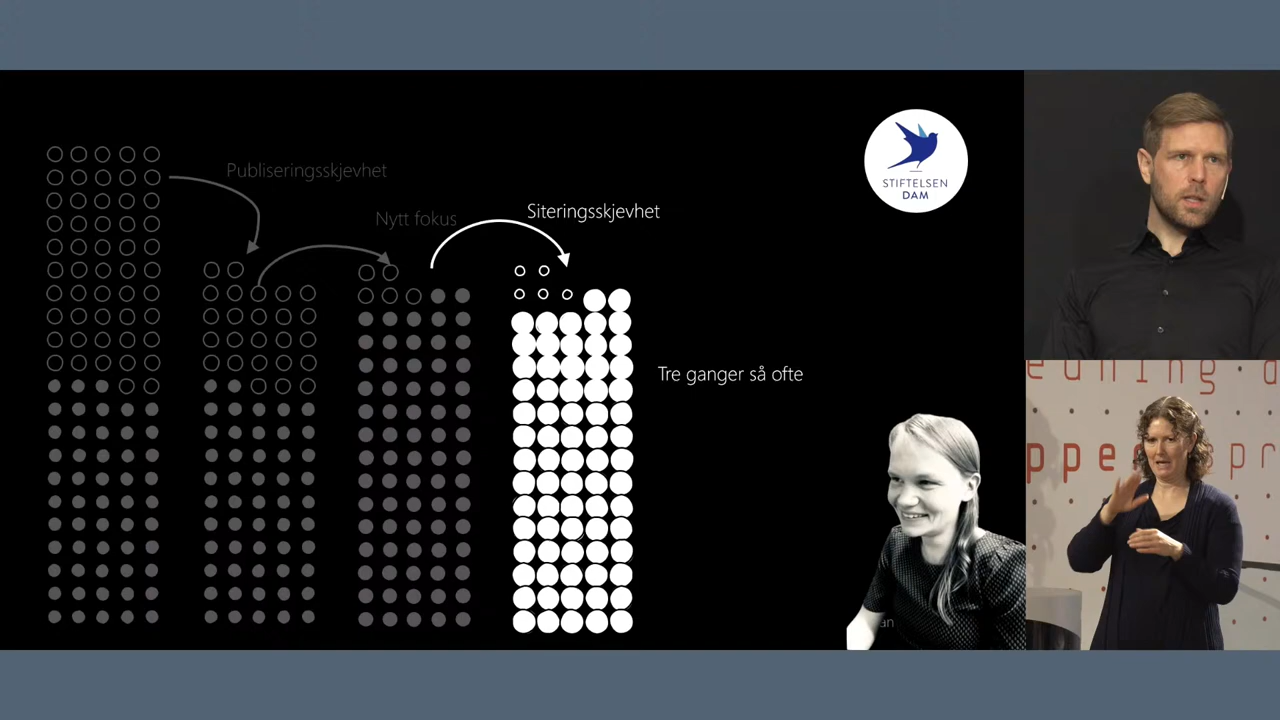 Publiseringsskjevhet
Nytt fokus
Siteringsskjevhet
Tre ganger så ofte
STIFTELSEN
DAM